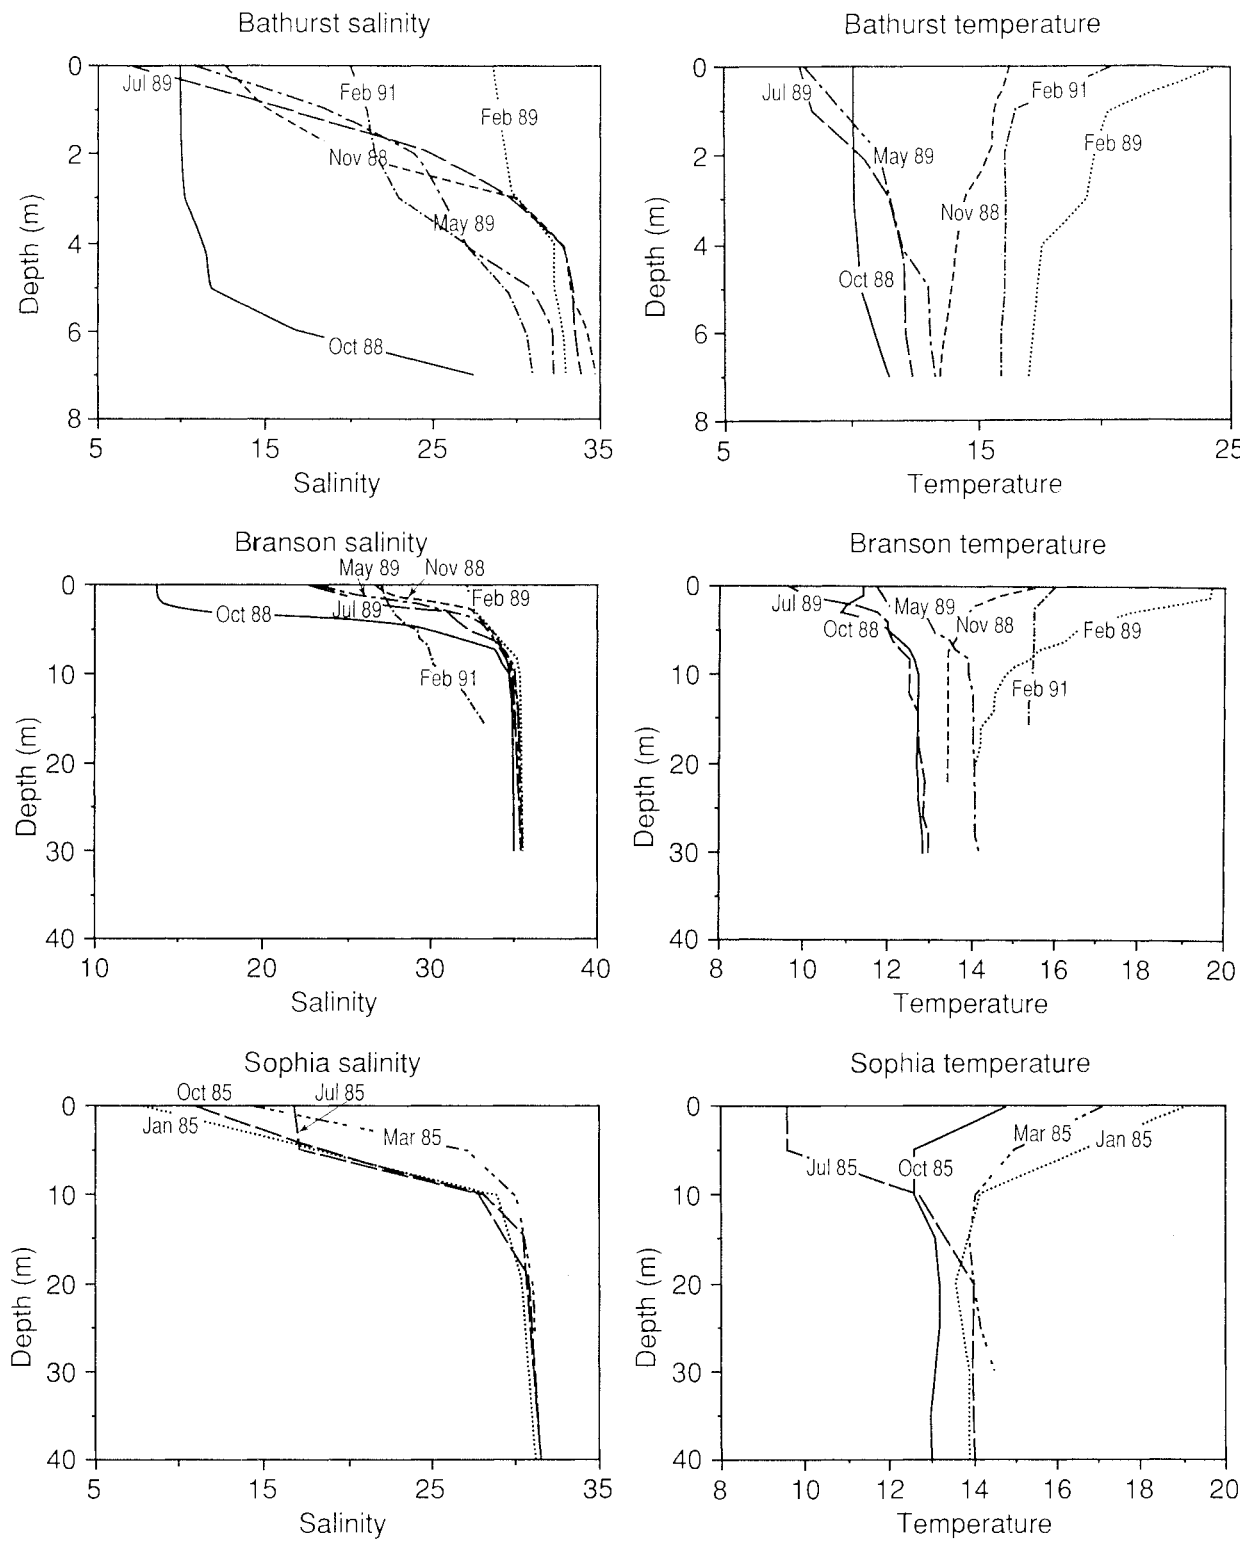 Bathurst salinity
0
2
4
6
8
Depth (m)
Jul 89
Feb 91
Feb 89
Nov 88
May 89
Oct 88
5 15 25 35
Salinity
Bathurst temperature
0
2
4
6
8
Depth (m)
Jul 89
Feb 91
Feb 89
May 89
Nov 88
Oct 88
5 15 25
Temperature
Branson salinity
May 89 Nov 88
0
10
20
30
40
Depth (m)
Oct 88
Jul 89
Feb 89
Feb 91
10 20 30 40
Salinity
Branson temperature
0
10
20
30
40
Depth (m)
Jul 89
May 89
Oct 88
Nov 88
Feb 89
Feb 91
8 10 12 14 16 18 20
Temperature
Sophia salinity
Oct 85 Jul 85
0
10
20
30
40
Depth (m)
Jan 85
Mar 85
5 15 25 35
Salinity
Sophia temperature
0
10
20
30
40
Depth (m)
Mar 85
Jan 85
Jul 85
Oct 85
8 10 12 14 16 18 20
Temperature